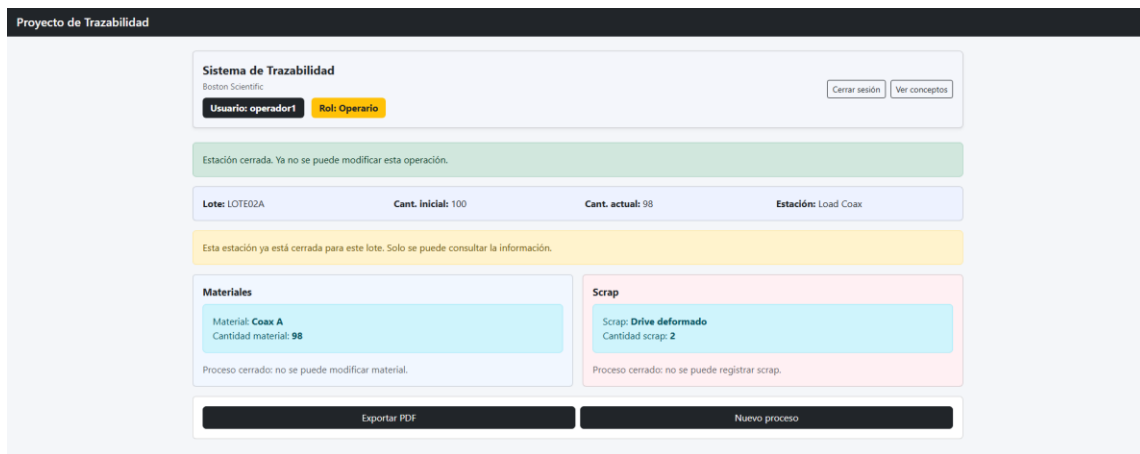 Proyecto de Trazabilidad
Sistema de Trazabilidad
Boston Scientific
Usuario: operador1 Rol: Operario
Cerrar sesión Ver conceptos
Estación cerrada. Ya no se puede modificar esta operación.
Lote: LOTE02A Cant. inicial: 100 Cant. actual: 98 Estación: Load Coax
Esta estación ya está cerrada para este lote. Solo se puede consultar la información.
Materiales
Material: Coax A
Cantidad material: 98
Proceso cerrado: no se puede modificar material.
Scrap
Scrap: Drive deformado
Cantidad scrap: 2
Proceso cerrado: no se puede registrar scrap.
Exportar PDF Nuevo proceso